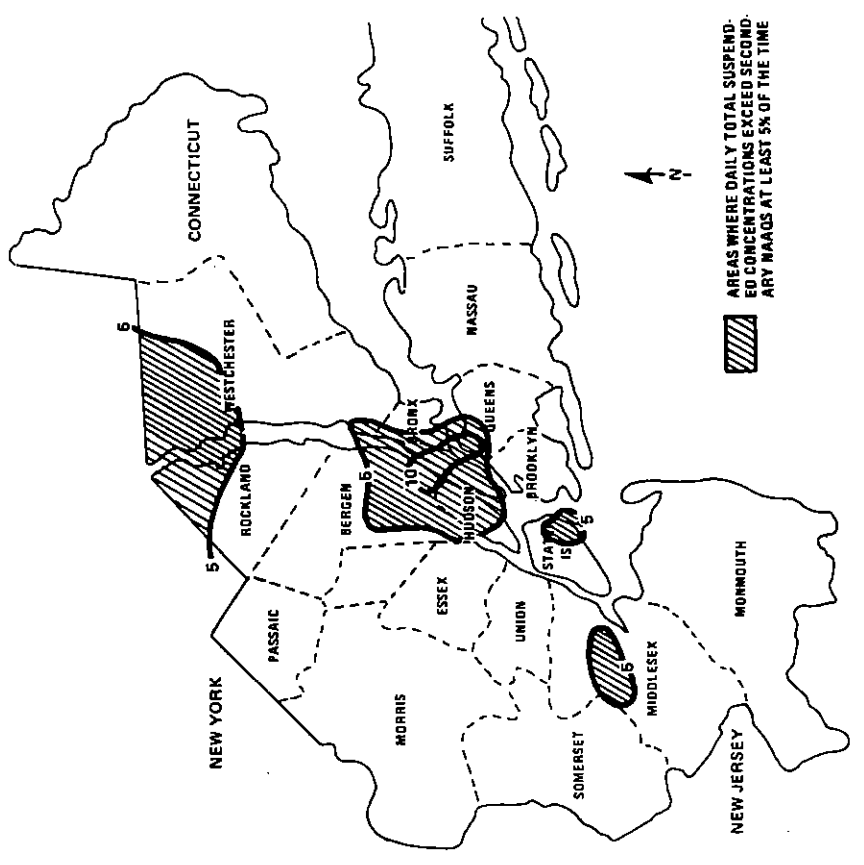 6
CONNECTICUT
NEW YORK
5
WESTCHESTER
ROCKLAND
PASSAIC
BERGEN
5
10
BRONX
SUFFOLK
MORRIS
ESSEX
HUDSON
NASSAU
QUEENS
UNION
BROOKLYN
STA
IS
5
SOMERSET
5
MIDDLESEX
MONMOUTH
N
NEW JERSEY
AREAS WHERE DAILY TOTAL SUSPEND-
ED CONCENTRATIONS EXCEED SECOND-
ARY NAAQS AT LEAST 5% OF THE TIME